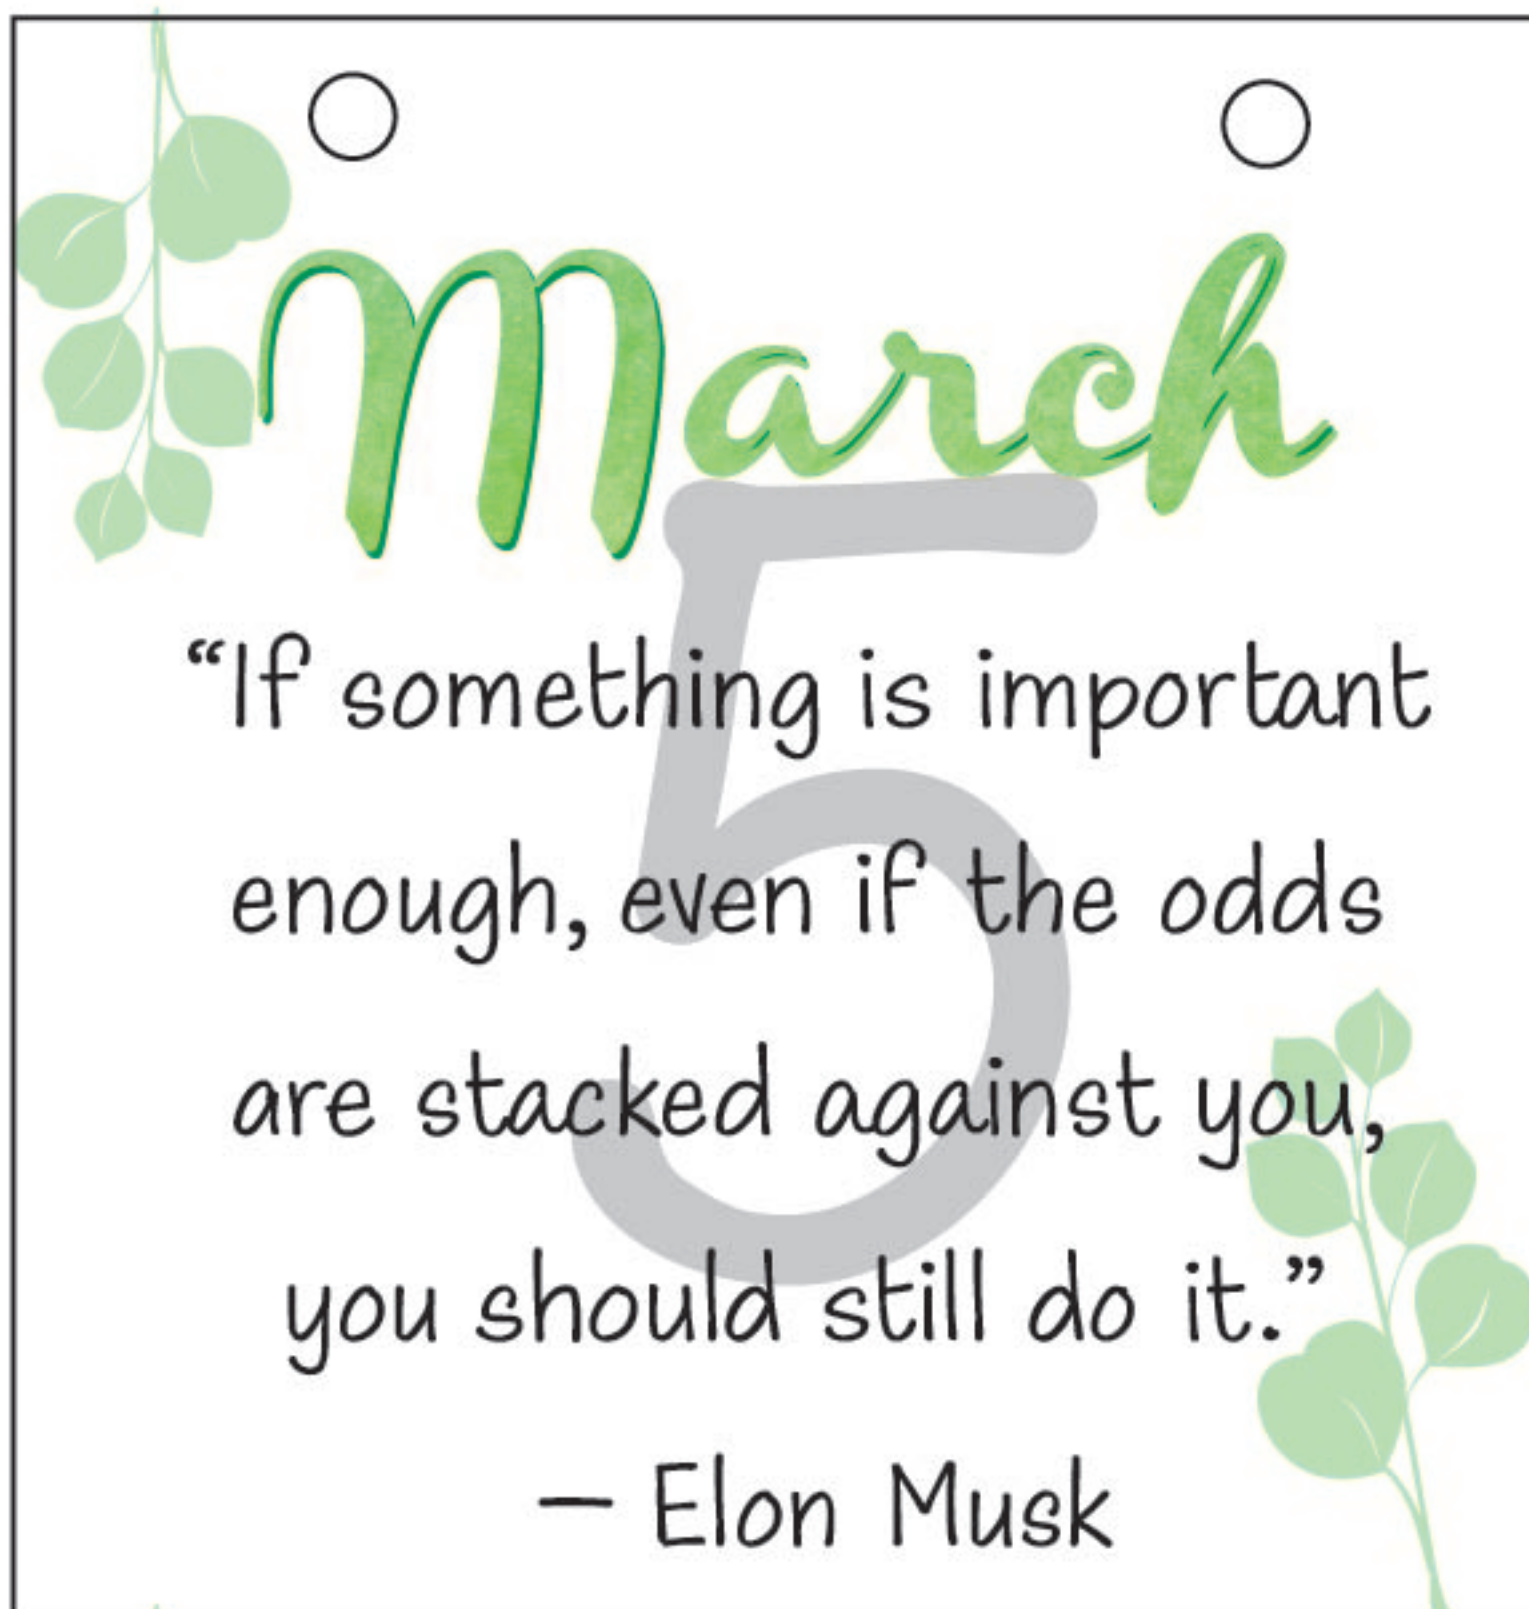 March
5
“If something is important
enough, even if the odds
are stacked against you,
you should still do it.”
— Elon Musk